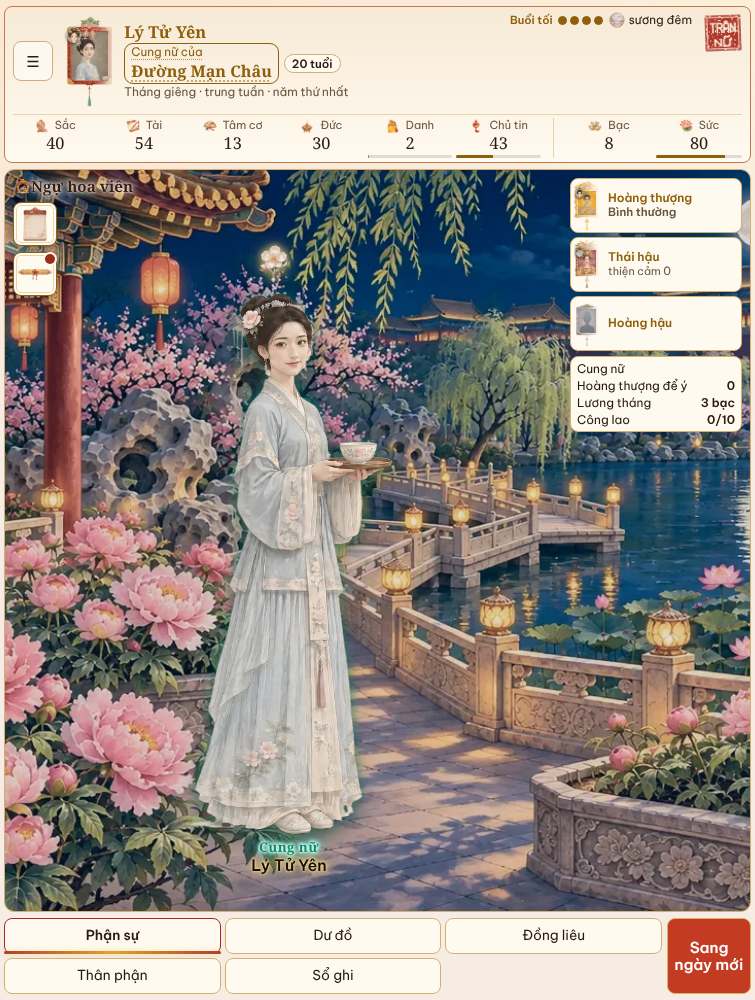 Buổi tối sương đêm
TRÂN NỮ
☰
Lý Tử Yên
Cung nữ của
Đường Mạn Châu
20 tuổi
Tháng giêng · trung tuần · năm thứ nhất
Sắc
40
Tài
54
Tâm cơ
13
Đức
30
Danh
2
Chủ tin
43
Bạc
8
Sức
80
Ngự hoa viên
Hoàng thượng
Bình thường
Thái hậu
thiện cảm 0
Hoàng hậu
Cung nữ
Hoàng thượng để ý 0
Lương tháng 3 bạc
Công lao 0/10
Cung nữ
Lý Tử Yên
Phận sự
Dư đồ
Đồng liêu
Thân phận
Sổ ghi
Sang
ngày mới